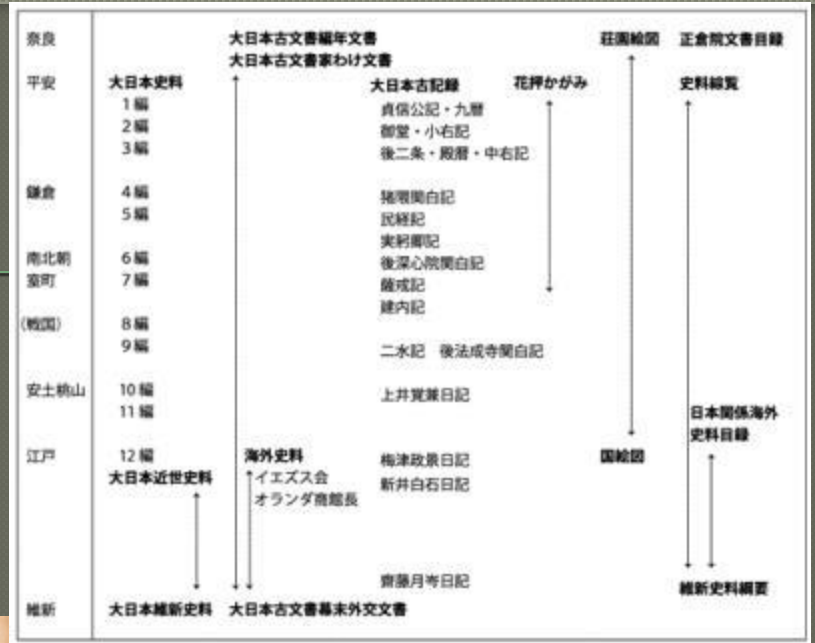 奈良 大日本古文書編年文書 荘園絵図 正倉院文書目録
大日本古文書家わけ文書
平安 大日本史料 大日本古記録 花押かがみ 史料綜覧
1編 貞信公記・九暦
2編 御堂・小右記
3編 後二条・殿暦・中右記
鎌倉 4編 猪隈関白記
5編 民経記
実躬卿記
南北朝 6編 後深心院関白記
室町 7編 薩戒記
建内記
(戦国) 8編
9編 二水記 後法成寺関白記
安土桃山 10編 上井覚兼日記
11編 日本関係海外
史料目録
江戸 12編 海外史料 梅津政景日記 国絵図
大日本近世史料 イエズス会 新井白石日記
オランダ商館長
齋藤月岑日記
維新史料綱要
維新 大日本維新史料 大日本古文書幕末外交文書